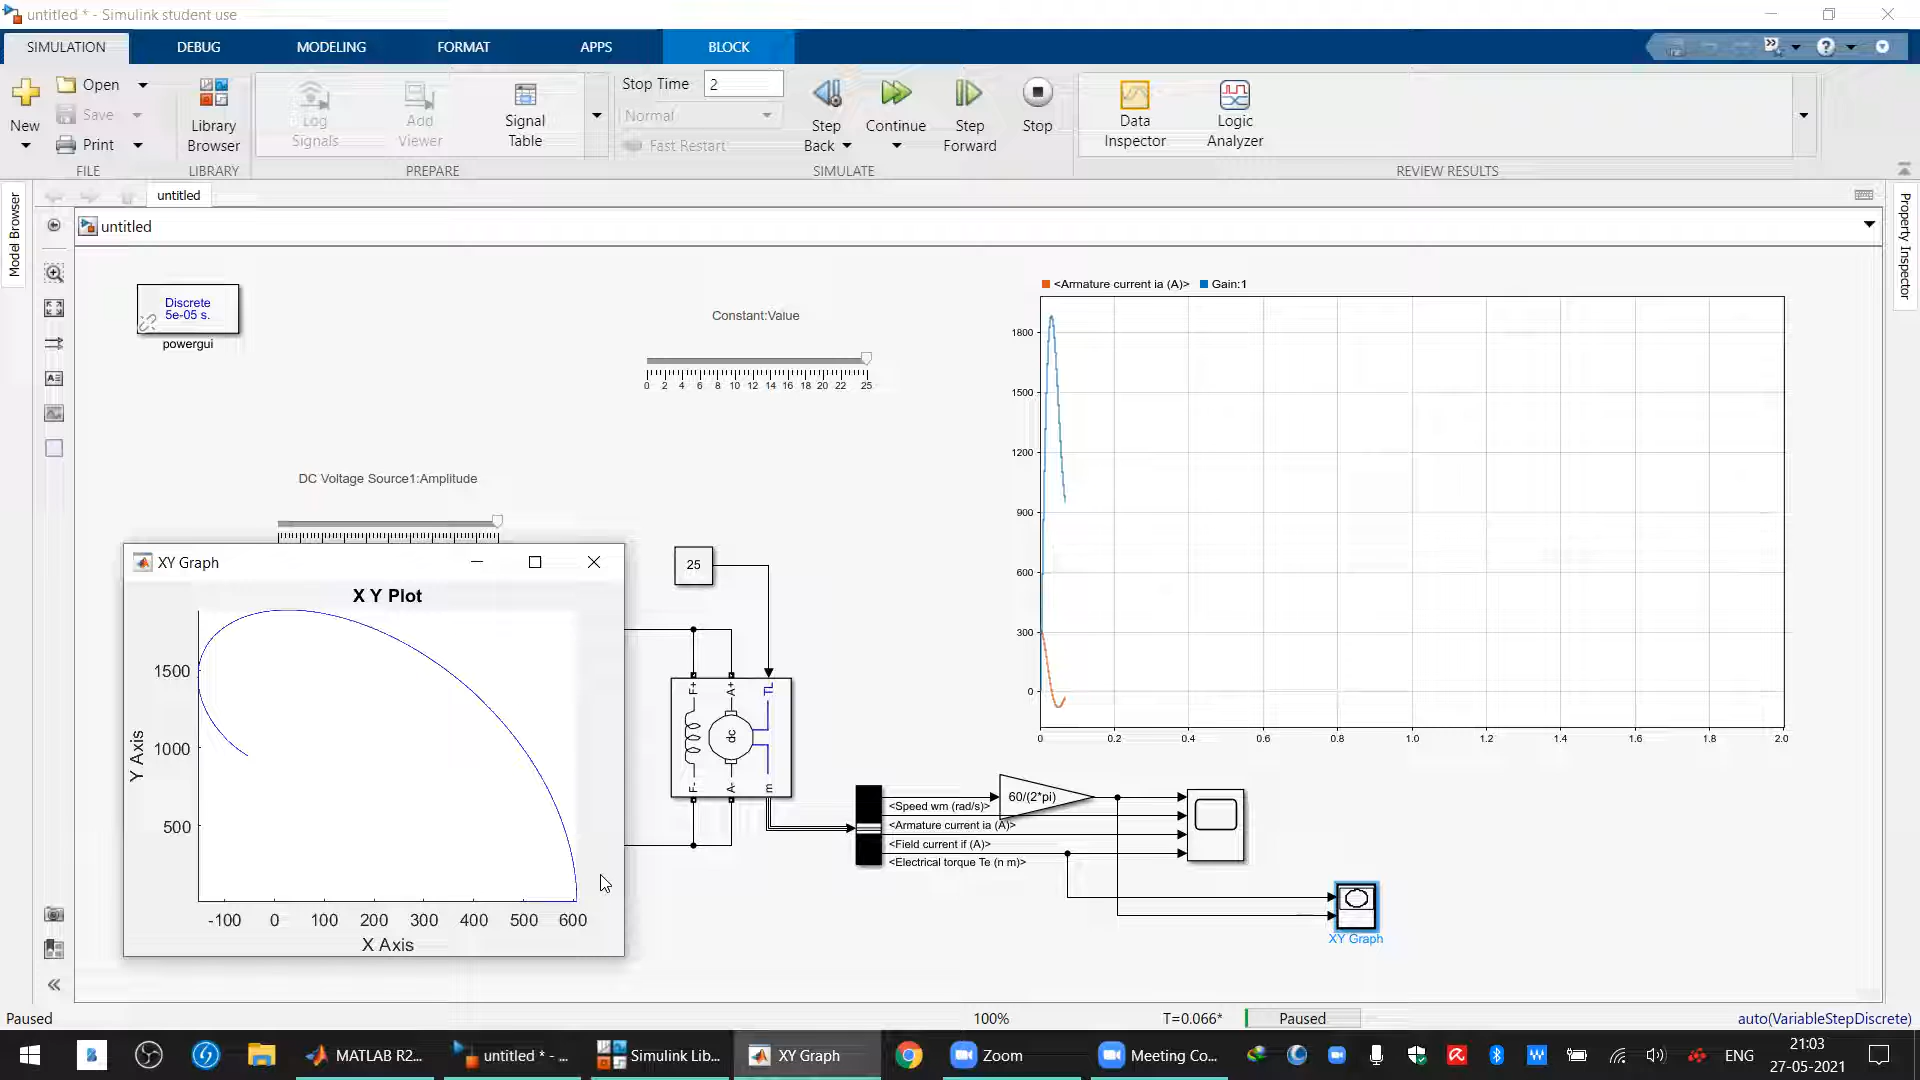 untitled * - Simulink student use
SIMULATION
DEBUG
MODELING
FORMAT
APPS
BLOCK
New
Open
Save
Print
FILE
Library
Browser
LIBRARY
Log
Signals
Add
Viewer
Signal
Table
PREPARE
Stop Time
2
Normal
Fast Restart
Step
Back
Continue
Step
Forward
Stop
SIMULATE
Data
Inspector
Logic
Analyzer
REVIEW RESULTS
Model Browser
Property Inspector
untitled
untitled
Discrete
5e-05 s.
powergui
Constant:Value
0 2 4 6 8 10 12 14 16 18 20 22 25
DC Voltage Source1:Amplitude
<Armature current ia (A)> Gain:1
1800
1500
1200
900
600
300
0
0 0.2 0.4 0.6 0.8 1.0 1.2 1.4 1.6 1.8 2.0
XY Graph
X Y Plot
Y Axis
1500
1000
500
-100 0 100 200 300 400 500 600
X Axis
25
F+
A+
TL
dc
F-
A-
m
60/(2*pi)
<Speed wm (rad/s)>
<Armature current ia (A)>
<Field current if (A)>
<Electrical torque Te (n m)>
XY Graph
Paused
100%
T=0.066*
Paused
auto(VariableStepDiscrete)
B
MATLAB R2...
untitled * - ...
Simulink Lib...
XY Graph
Zoom
Meeting Co...
W
ENG
21:03
27-05-2021